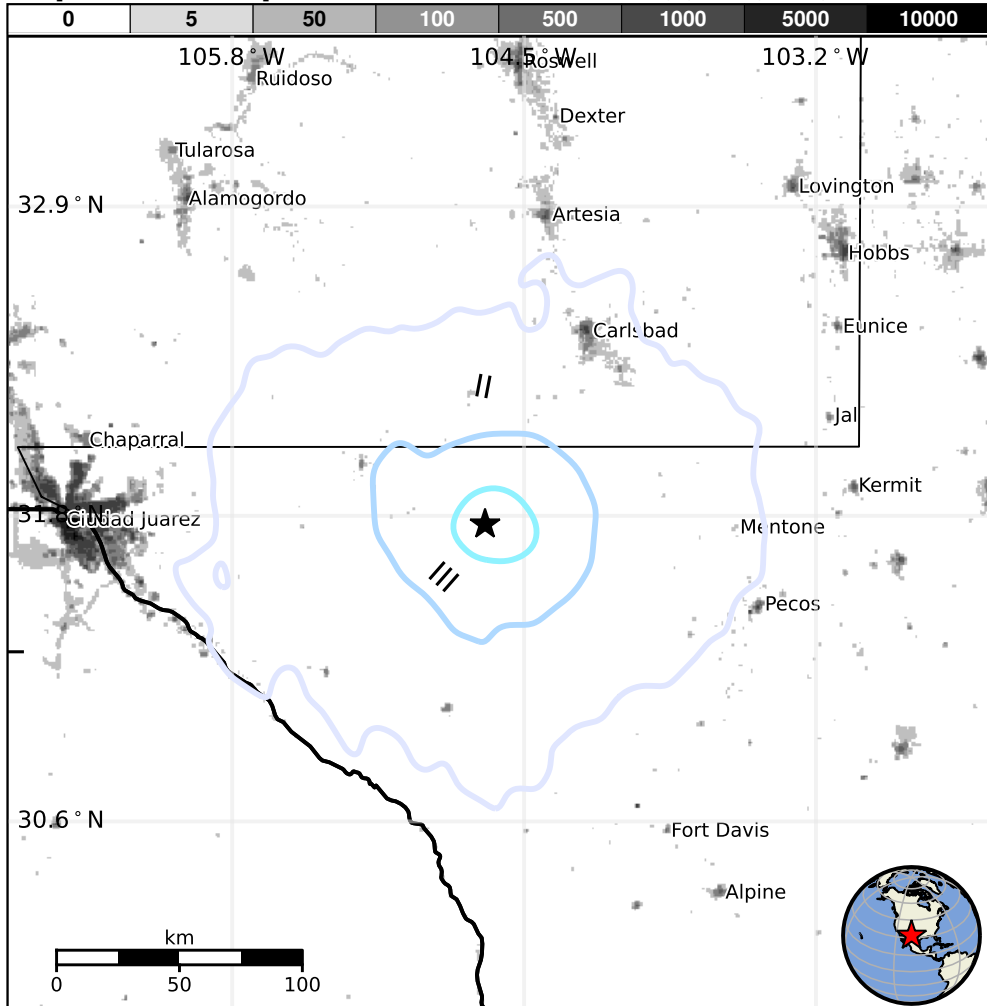 0 5 50 100 500 1000 5000 10000
105.8°W 104.5°W 103.2°W
Roswell
Ruidoso
Dexter
Tularosa
Lovington
Alamogordo
32.9°N
Artesia
Hobbs
Eunice
Carlsbad
II
Jal
Chaparral
Kermit
31.8°N
Ciudad Juarez
Mentone
III
Pecos
30.6°N
Fort Davis
Alpine
km
0 50 100